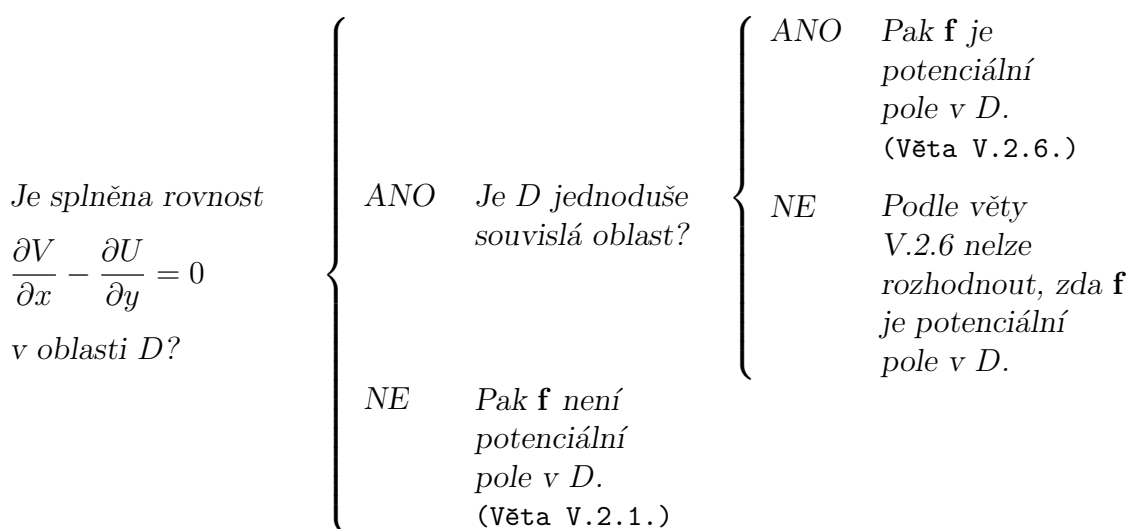 Je splněna rovnost
∂V/∂x − ∂U/∂y = 0
v oblasti D?
ANO Je D jednoduše
souvislá oblast?
ANO Pak f je
potenciální
pole v D.
(Věta V.2.6.)
NE Podle věty
V.2.6 nelze
rozhodnout, zda f
je potenciální
pole v D.
NE Pak f není
potenciální
pole v D.
(Věta V.2.1.)